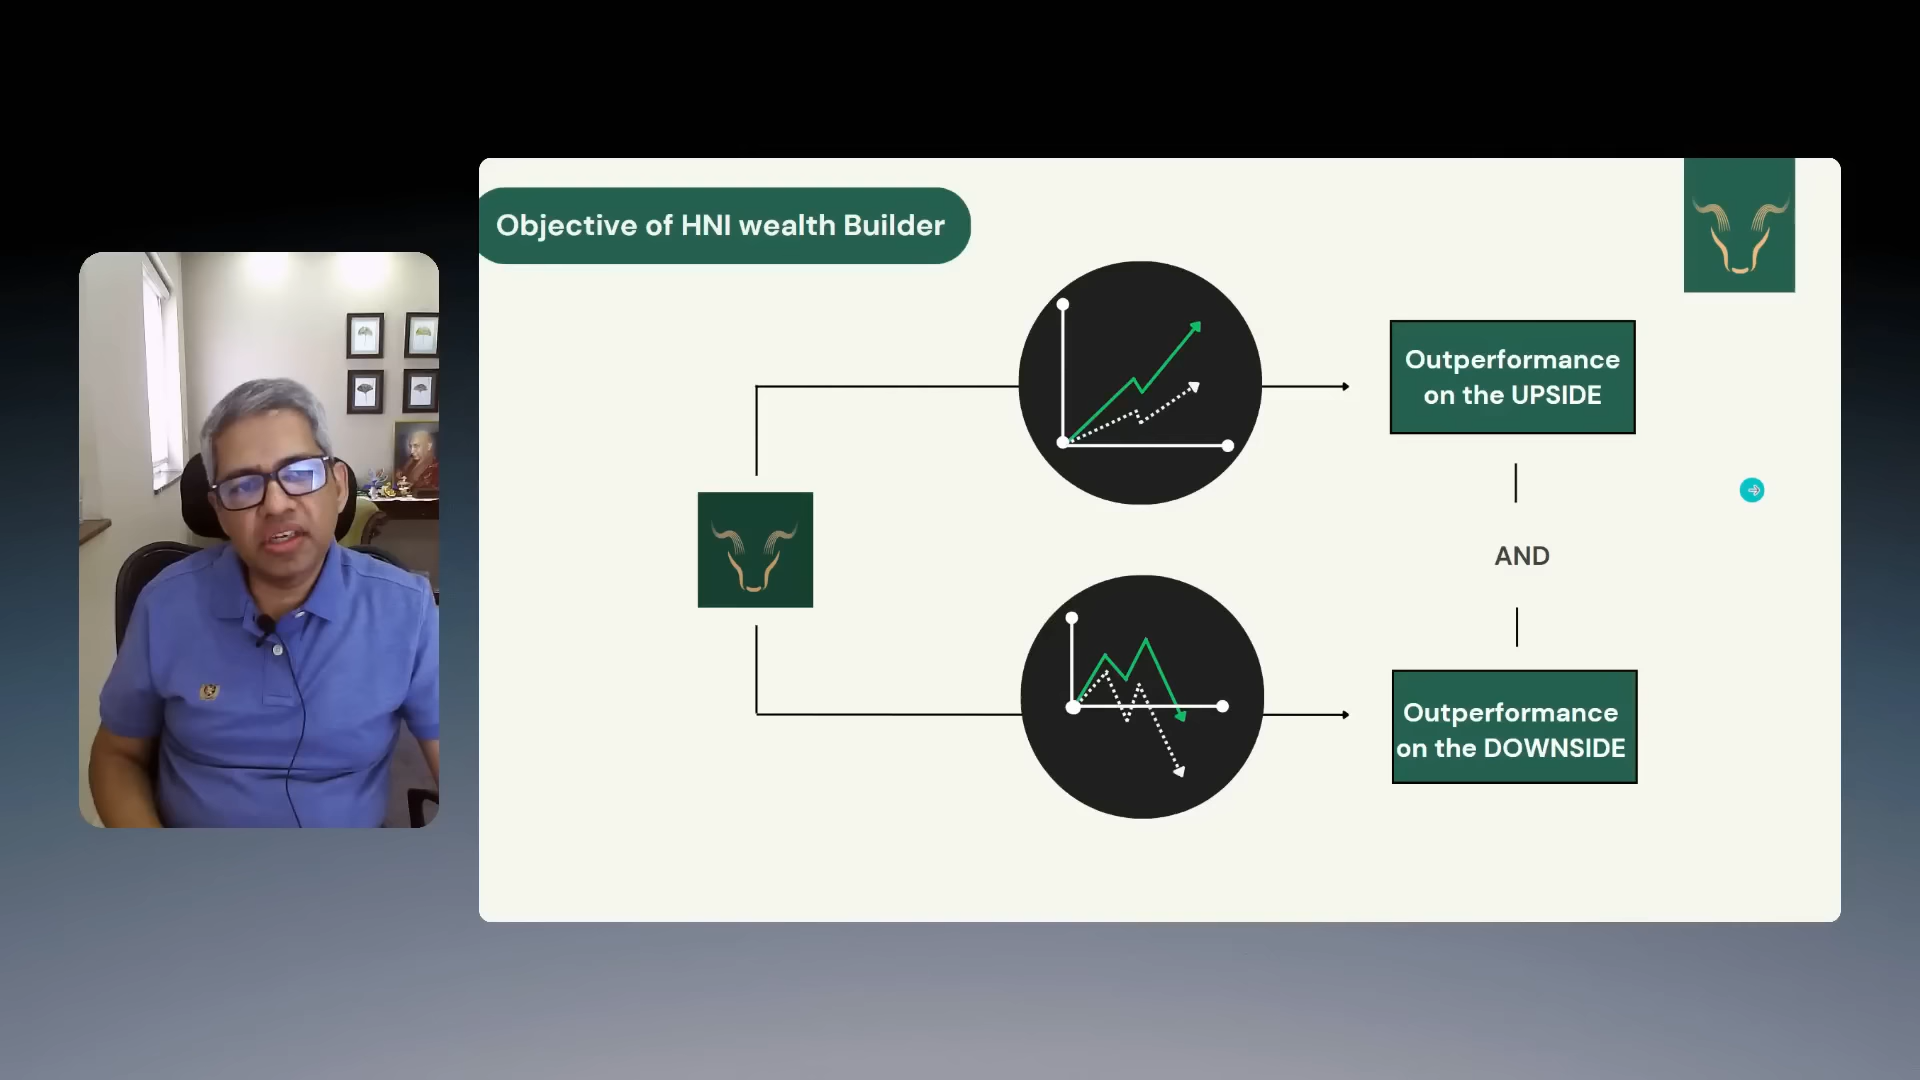 Objective of HNI wealth Builder
Outperformance
on the UPSIDE
AND
Outperformance
on the DOWNSIDE